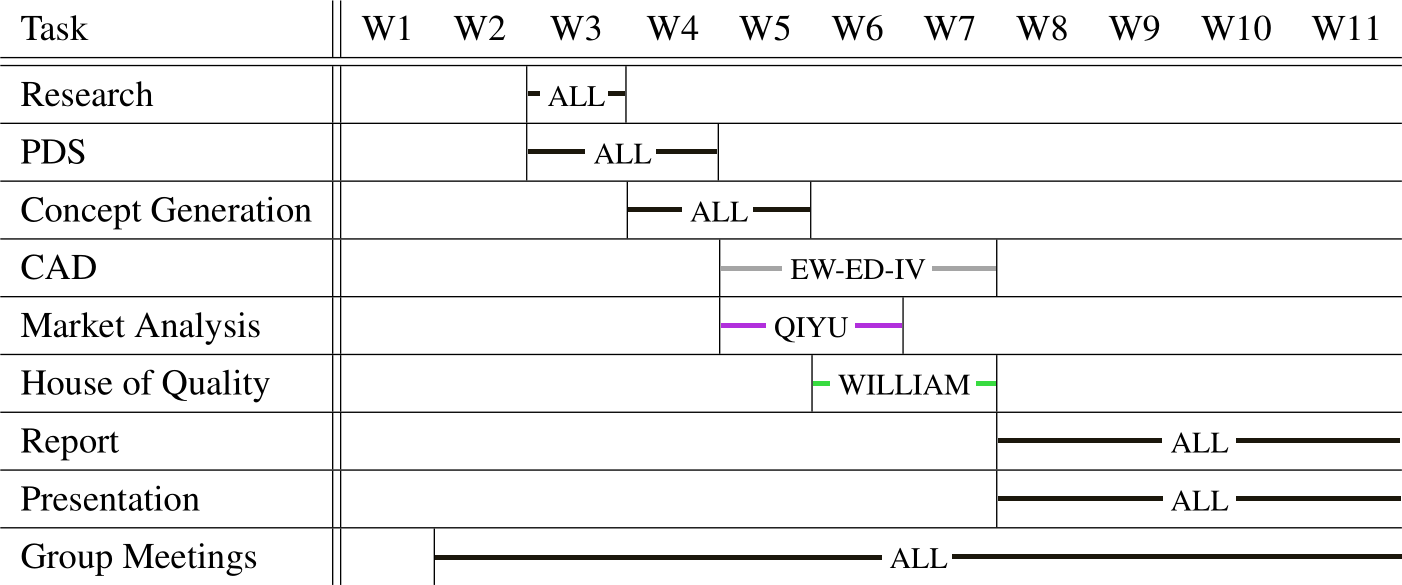 Task W1 W2 W3 W4 W5 W6 W7 W8 W9 W10 W11
Research ALL
PDS ALL
Concept Generation ALL
CAD EW-ED-IV
Market Analysis QIYU
House of Quality WILLIAM
Report ALL
Presentation ALL
Group Meetings ALL